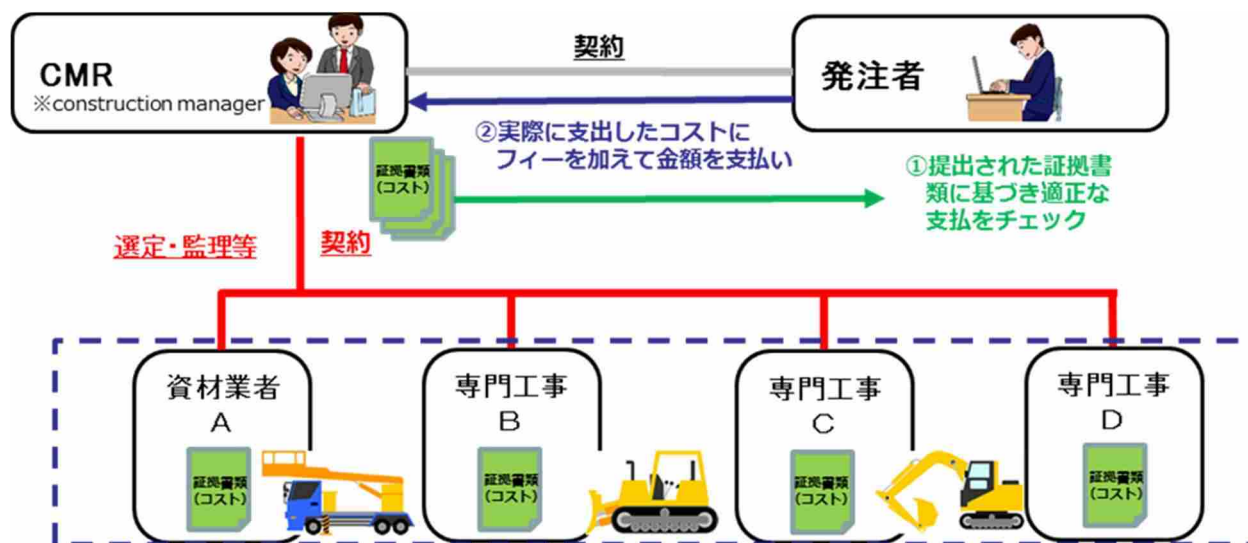 CMR
※construction manager
契約
発注者
②実際に支出したコストに
フィーを加えて金額を支払い
証拠書類
(コスト)
①提出された証拠書
類に基づき適正な
支払をチェック
選定・監理等
契約
資材業者
A
証拠書類
(コスト)
専門工事
B
証拠書類
(コスト)
専門工事
C
証拠書類
(コスト)
専門工事
D
証拠書類
(コスト)